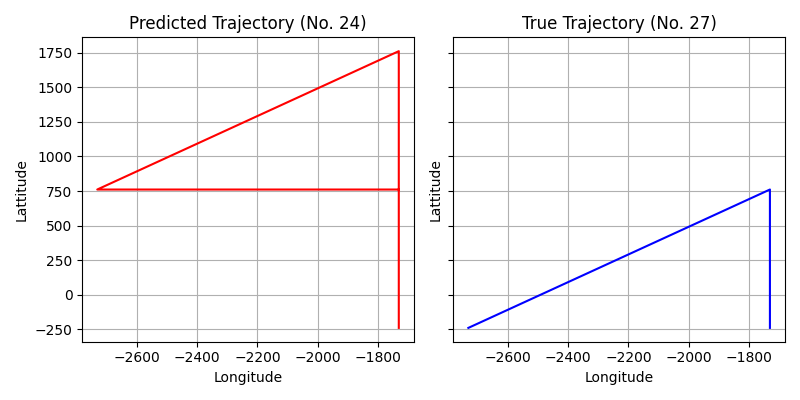 Predicted Trajectory (No. 24)
1750
1500
1250
1000
750
500
250
0
−250
Lattitude
−2600 −2400 −2200 −2000 −1800
Longitude
True Trajectory (No. 27)
Lattitude
−2600 −2400 −2200 −2000 −1800
Longitude